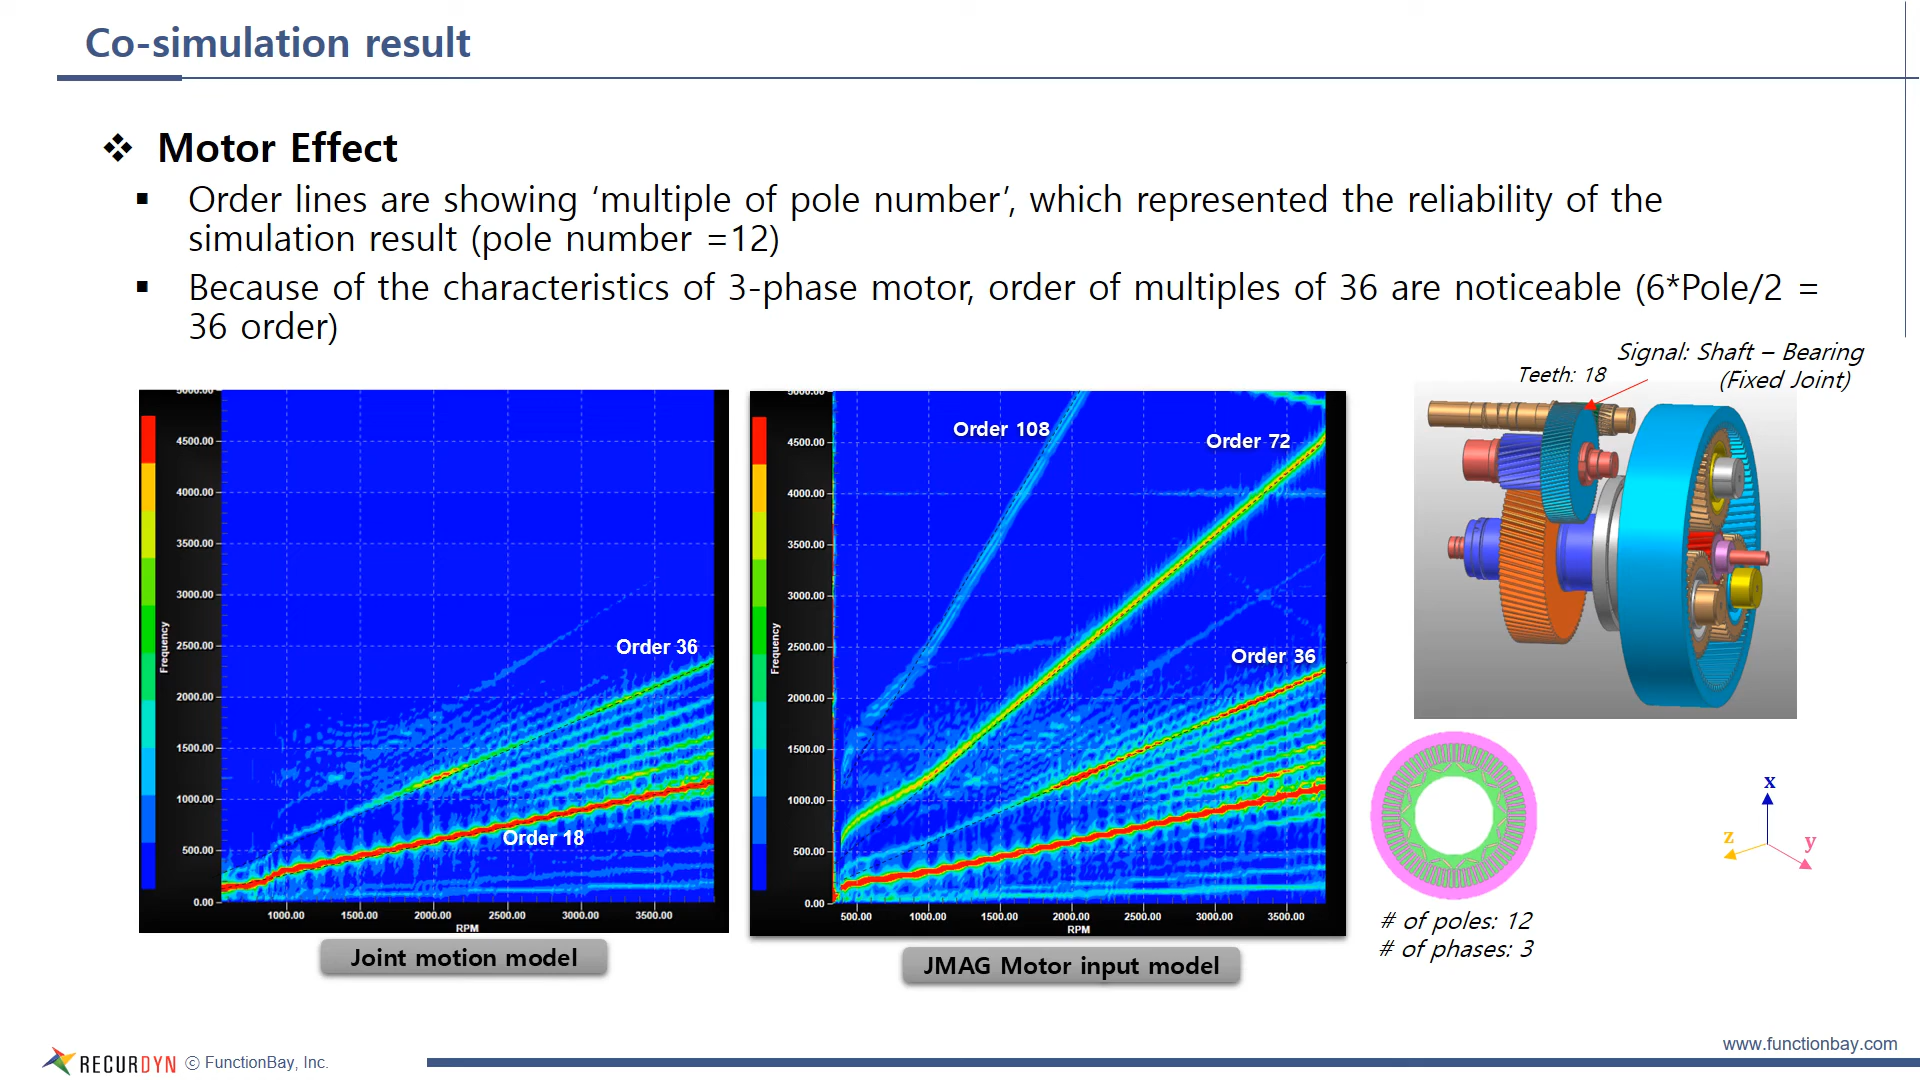 Co-simulation result
❖ Motor Effect
▪ Order lines are showing ‘multiple of pole number’, which represented the reliability of the
simulation result (pole number =12)
▪ Because of the characteristics of 3-phase motor, order of multiples of 36 are noticeable (6*Pole/2 =
36 order)
Signal: Shaft – Bearing
(Fixed Joint)
Teeth: 18
5000.00
4500.00
4000.00
3500.00
3000.00
2500.00
2000.00
1500.00
1000.00
500.00
0.00
Frequency
Order 36
Order 18
1000.00 1500.00 2000.00 2500.00 3000.00 3500.00
RPM
Joint motion model
5000.00
4500.00
4000.00
3500.00
3000.00
2500.00
2000.00
1500.00
1000.00
500.00
0.00
Frequency
Order 108
Order 72
Order 36
500.00 1000.00 1500.00 2000.00 2500.00 3000.00 3500.00
RPM
JMAG Motor input model
x
z
y
# of poles: 12
# of phases: 3
RECURDYN © FunctionBay, Inc.
www.functionbay.com